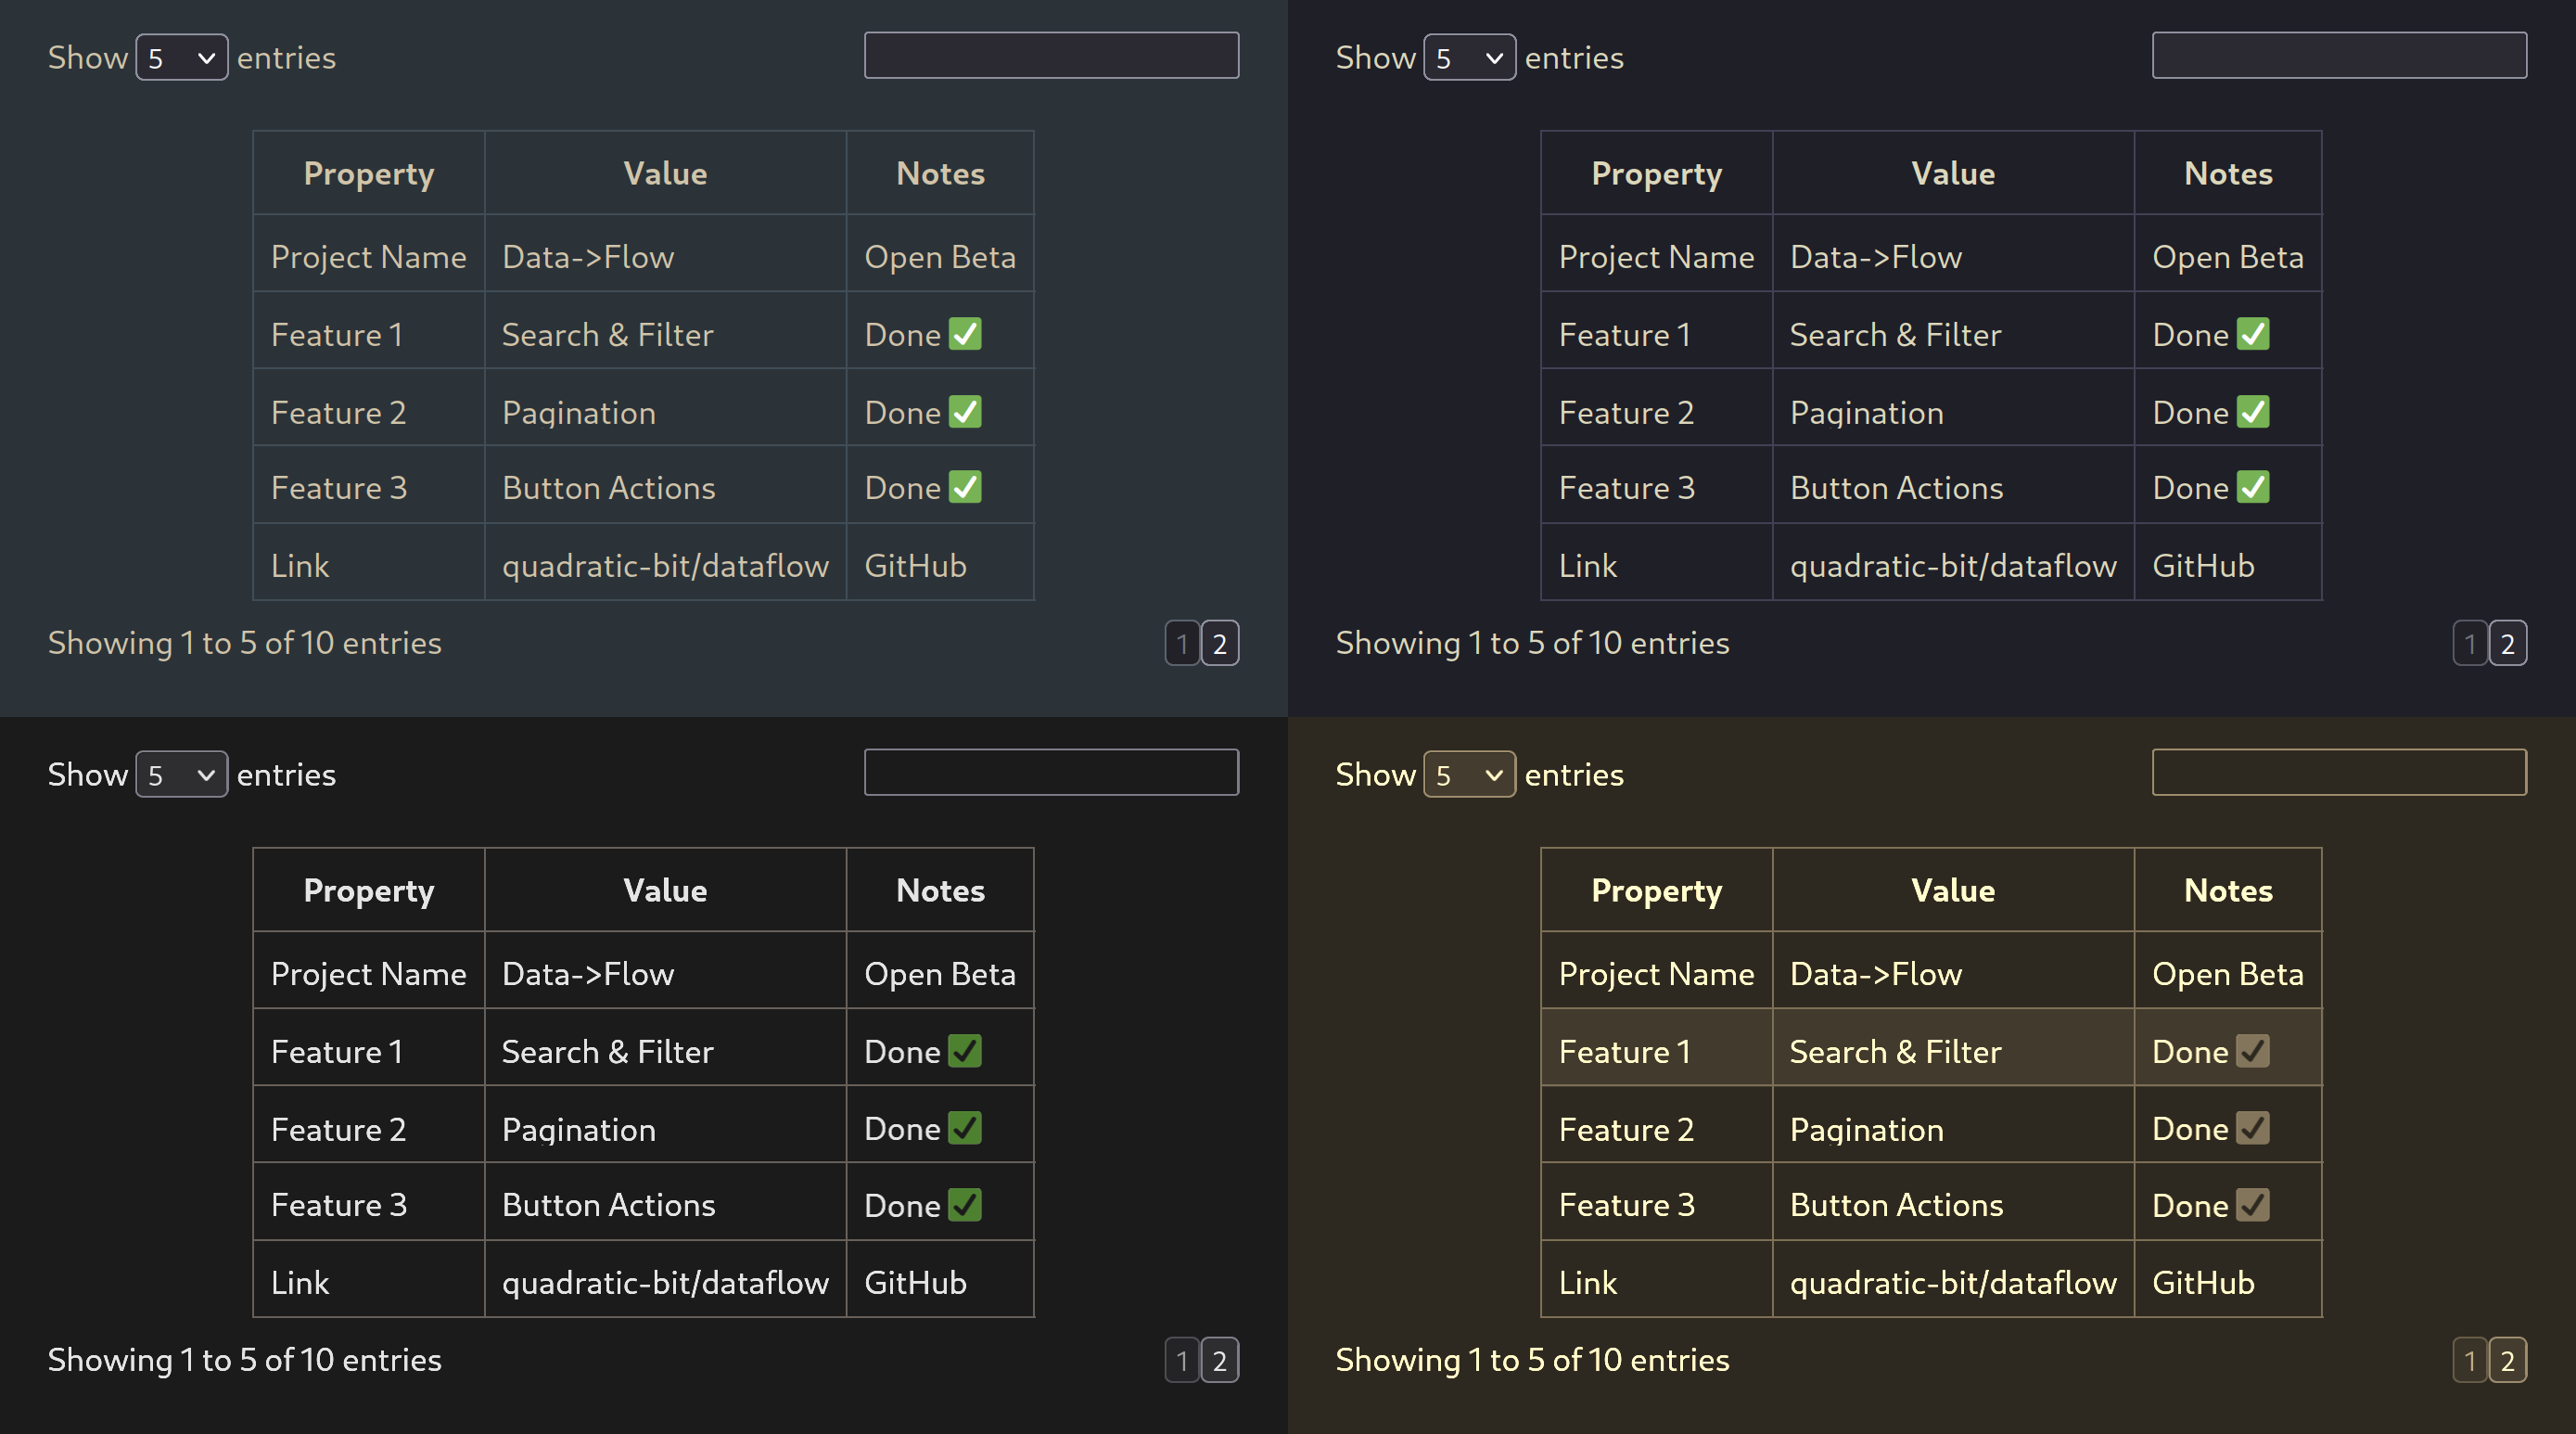 Show 5 entries
Property Value Notes
Project Name Data->Flow Open Beta
Feature 1 Search & Filter Done ✅
Feature 2 Pagination Done ✅
Feature 3 Button Actions Done ✅
Link quadratic-bit/dataflow GitHub
Showing 1 to 5 of 10 entries 1 2
Show 5 entries
Property Value Notes
Project Name Data->Flow Open Beta
Feature 1 Search & Filter Done ✅
Feature 2 Pagination Done ✅
Feature 3 Button Actions Done ✅
Link quadratic-bit/dataflow GitHub
Showing 1 to 5 of 10 entries 1 2
Show 5 entries
Property Value Notes
Project Name Data->Flow Open Beta
Feature 1 Search & Filter Done ✅
Feature 2 Pagination Done ✅
Feature 3 Button Actions Done ✅
Link quadratic-bit/dataflow GitHub
Showing 1 to 5 of 10 entries 1 2
Show 5 entries
Property Value Notes
Project Name Data->Flow Open Beta
Feature 1 Search & Filter Done ✅
Feature 2 Pagination Done ✅
Feature 3 Button Actions Done ✅
Link quadratic-bit/dataflow GitHub
Showing 1 to 5 of 10 entries 1 2